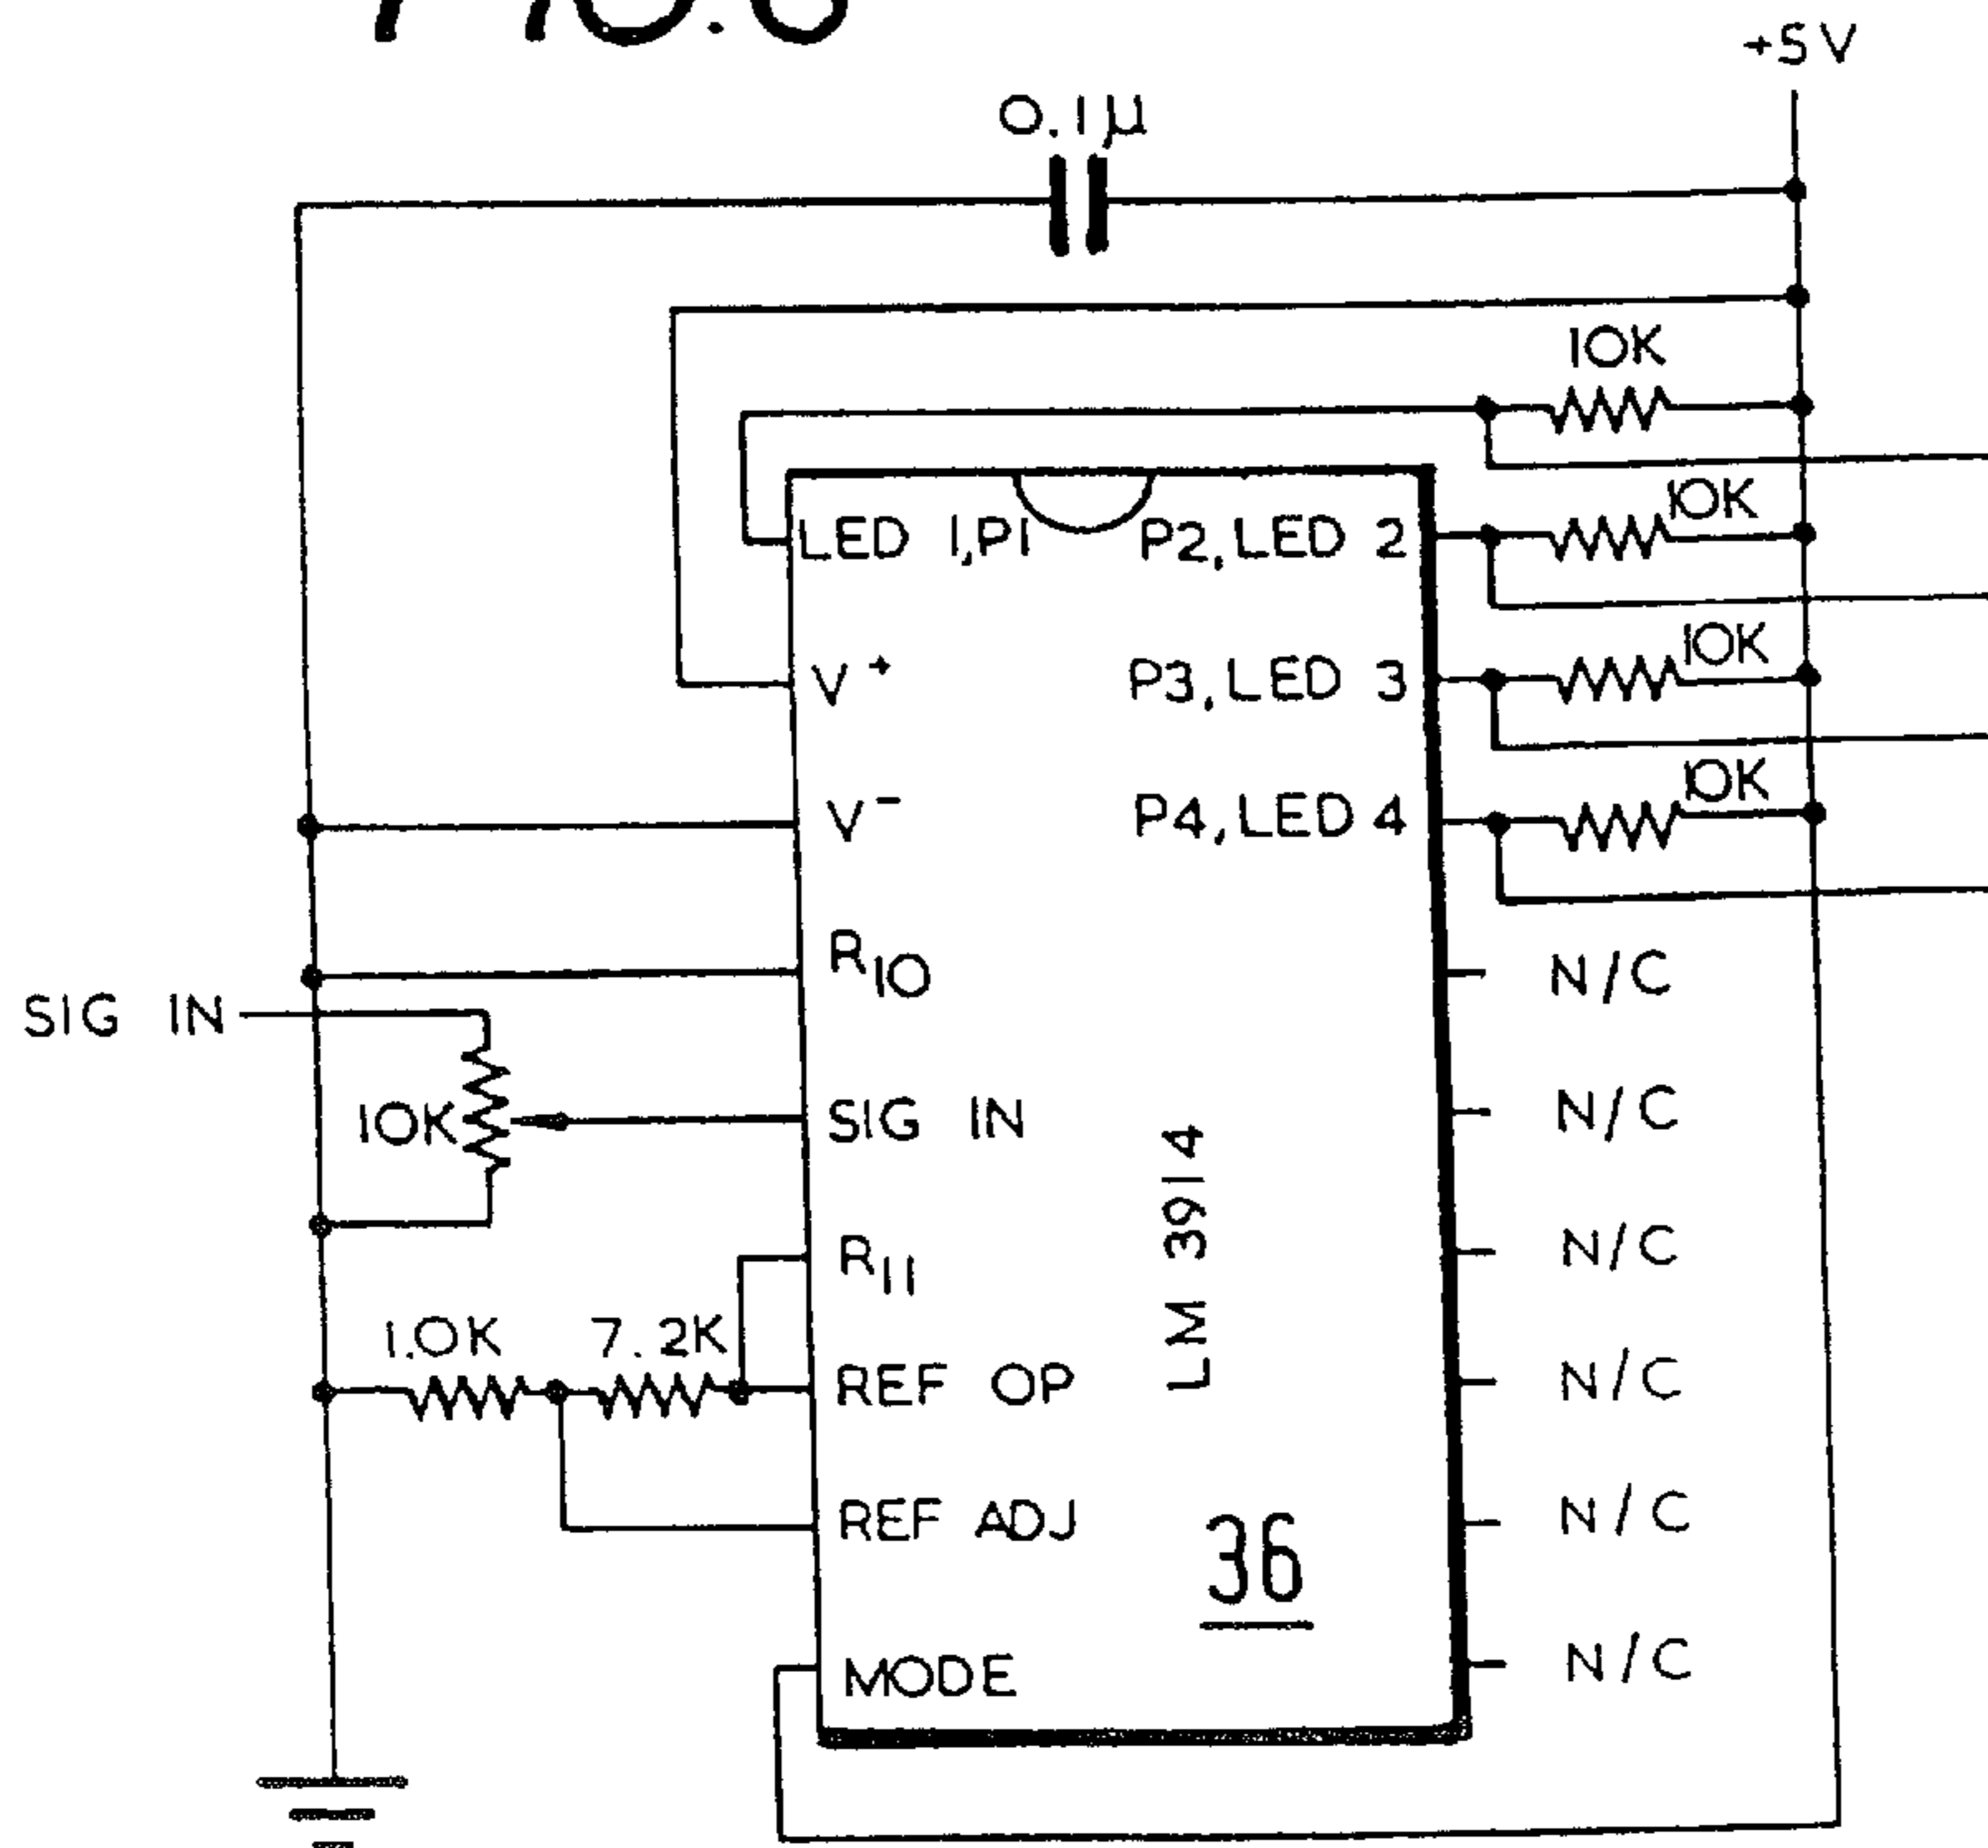 +5V
0.1µ
10K
10K
LED 1,P1
P2,LED 2
10K
V+
P3,LED 3
10K
V-
P4,LED 4
R10
N/C
SIG IN
10K
SIG IN
N/C
R11
N/C
1.0K
7.2K
REF OP
LM 3914
N/C
REF ADJ
36
N/C
MODE
N/C